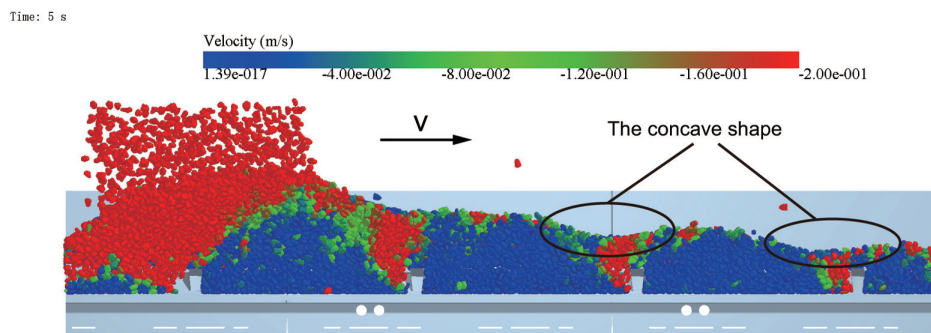 Time: 5 s
Velocity (m/s)
1.39e-017 -4.00e-002 -8.00e-002 -1.20e-001 -1.60e-001 -2.00e-001
V
The concave shape